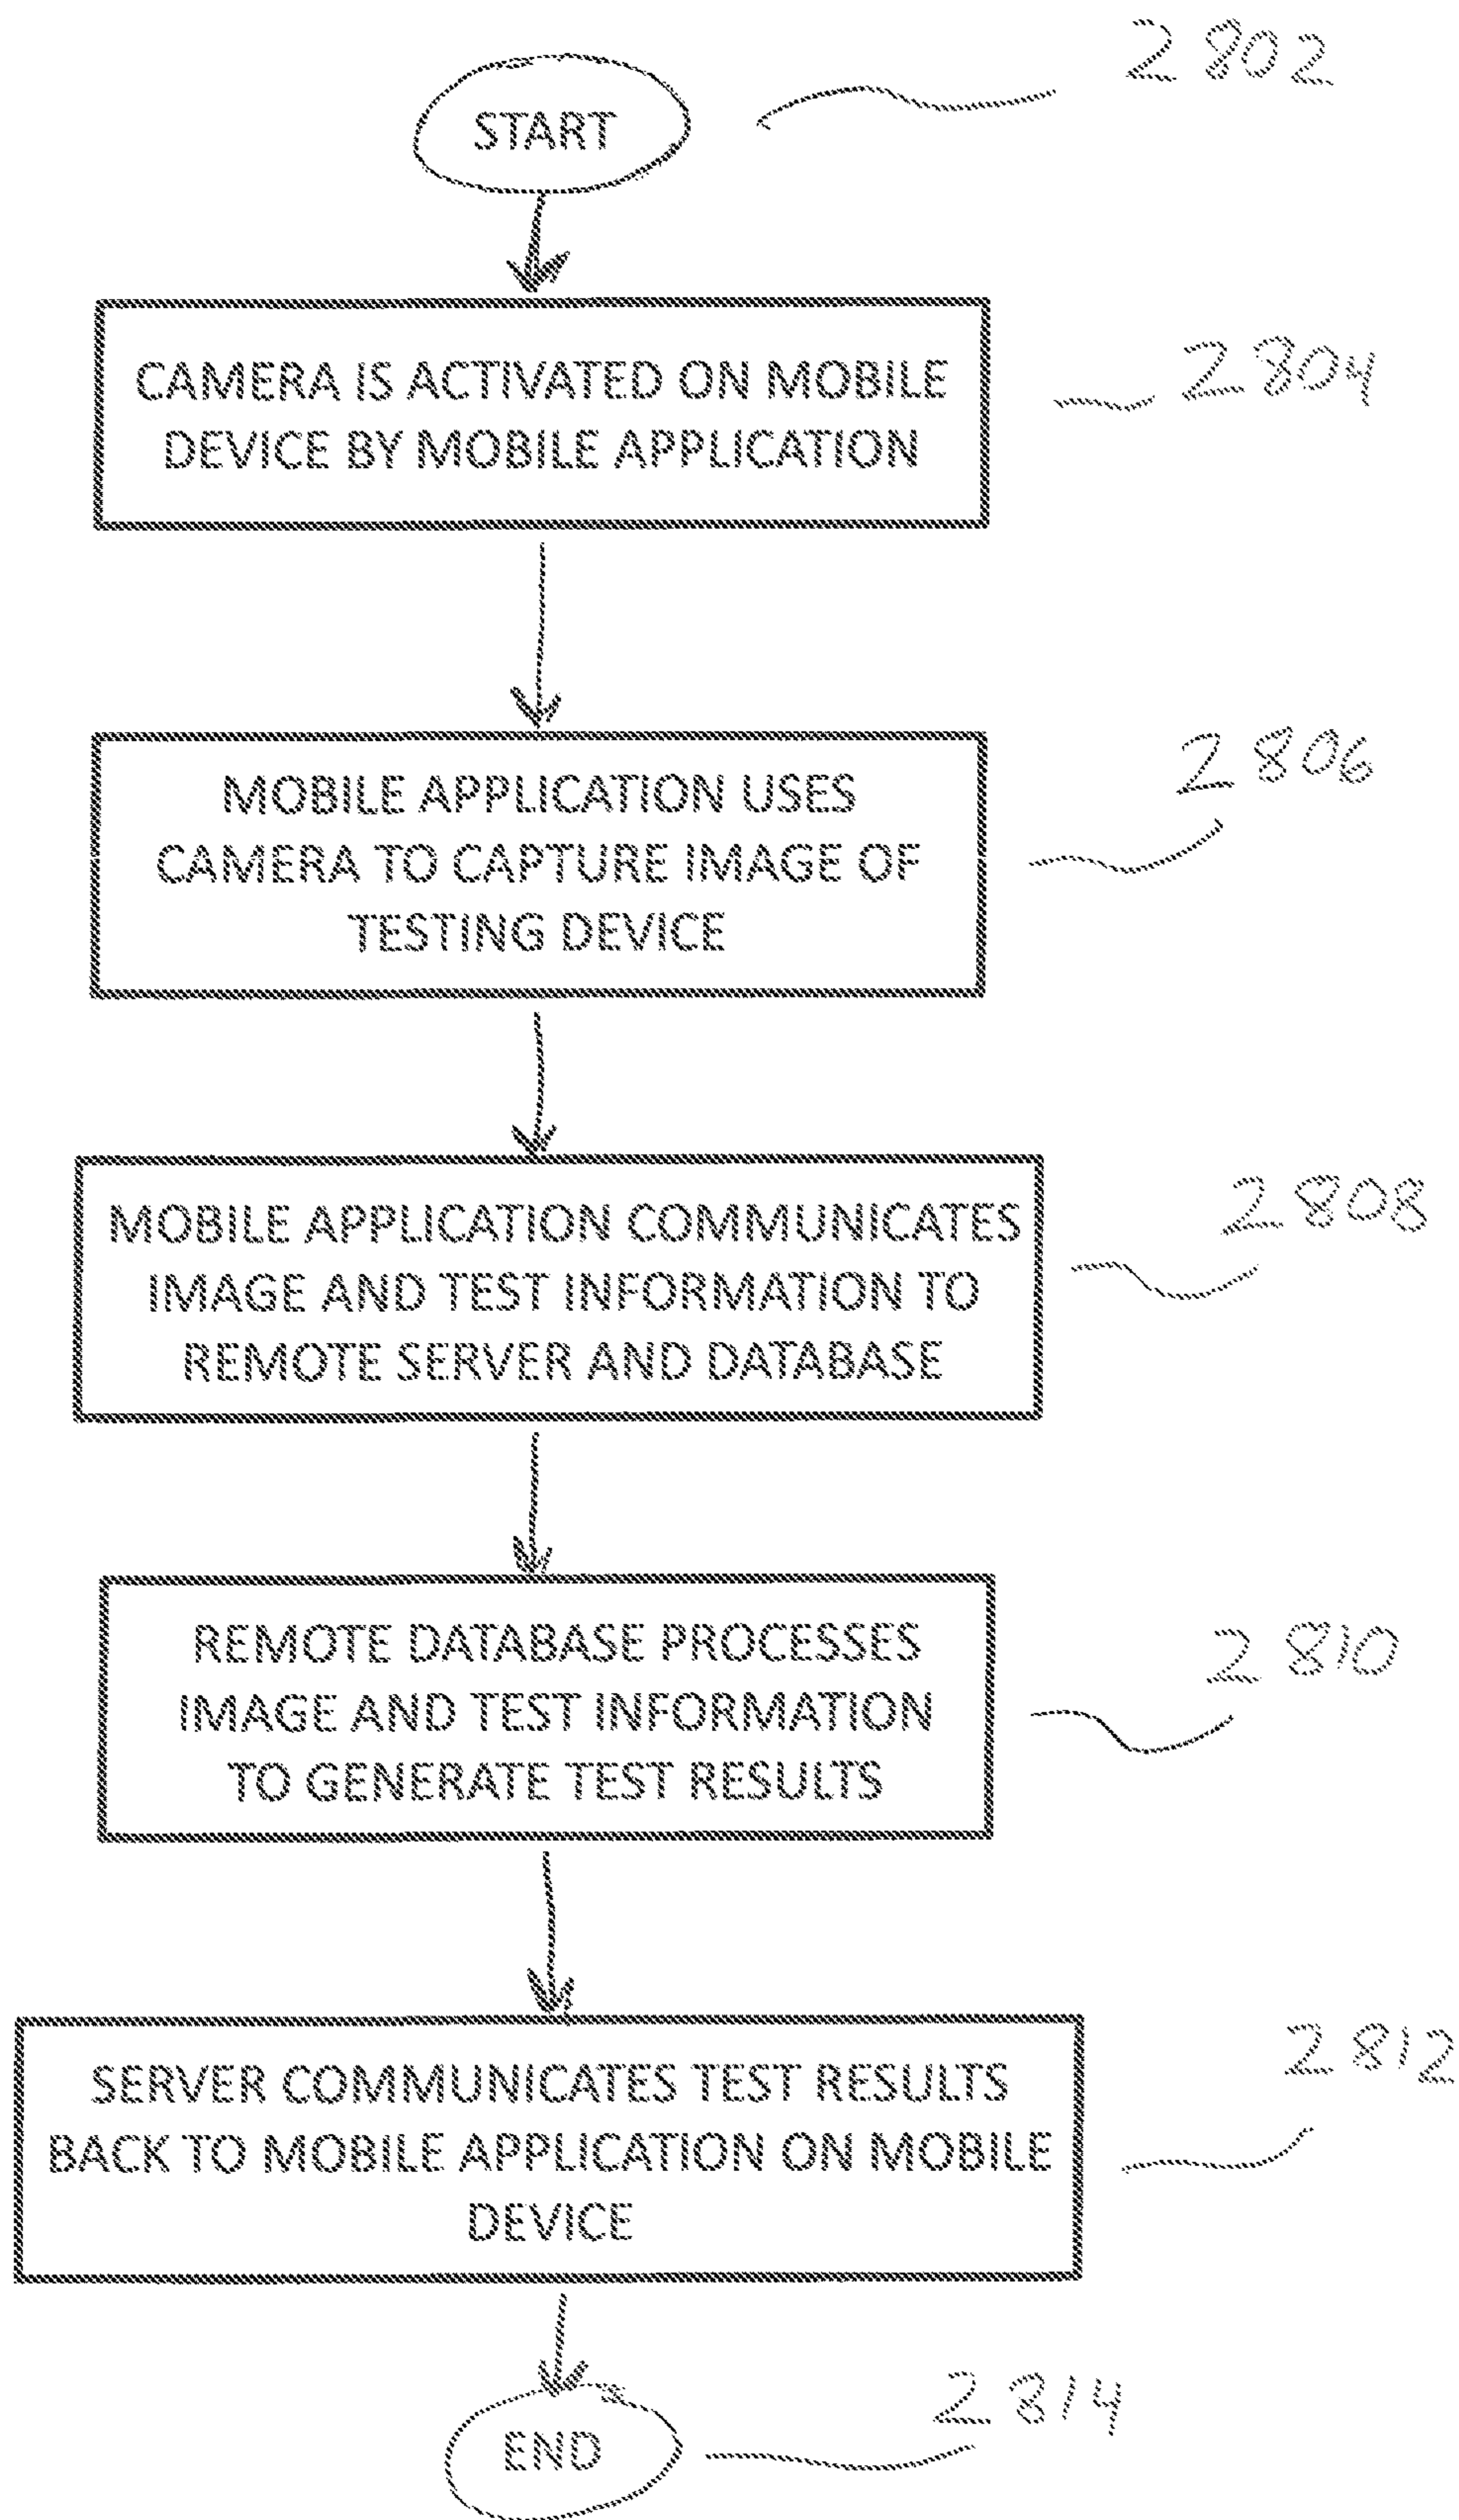 2802
START
CAMERA IS ACTIVATED ON MOBILE
DEVICE BY MOBILE APPLICATION
2804
MOBILE APPLICATION USES
CAMERA TO CAPTURE IMAGE OF
TESTING DEVICE
2806
MOBILE APPLICATION COMMUNICATES
IMAGE AND TEST INFORMATION TO
REMOTE SERVER AND DATABASE
2808
REMOTE DATABASE PROCESSES
IMAGE AND TEST INFORMATION
TO GENERATE TEST RESULTS
2810
SERVER COMMUNICATES TEST RESULTS
BACK TO MOBILE APPLICATION ON MOBILE
DEVICE
2812
END
2814